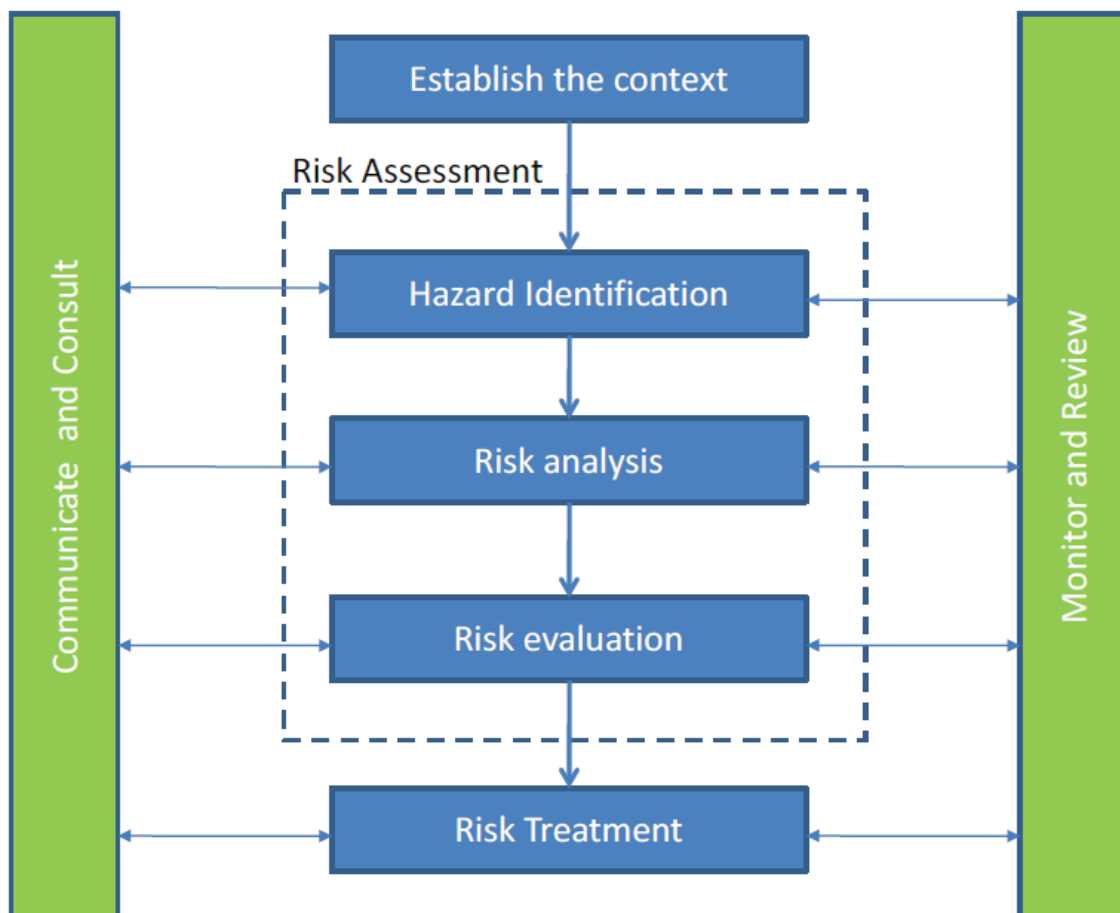 Establish the context
Risk Assessment
Hazard Identification
Risk analysis
Risk evaluation
Risk Treatment
Communicate and Consult
Monitor and Review